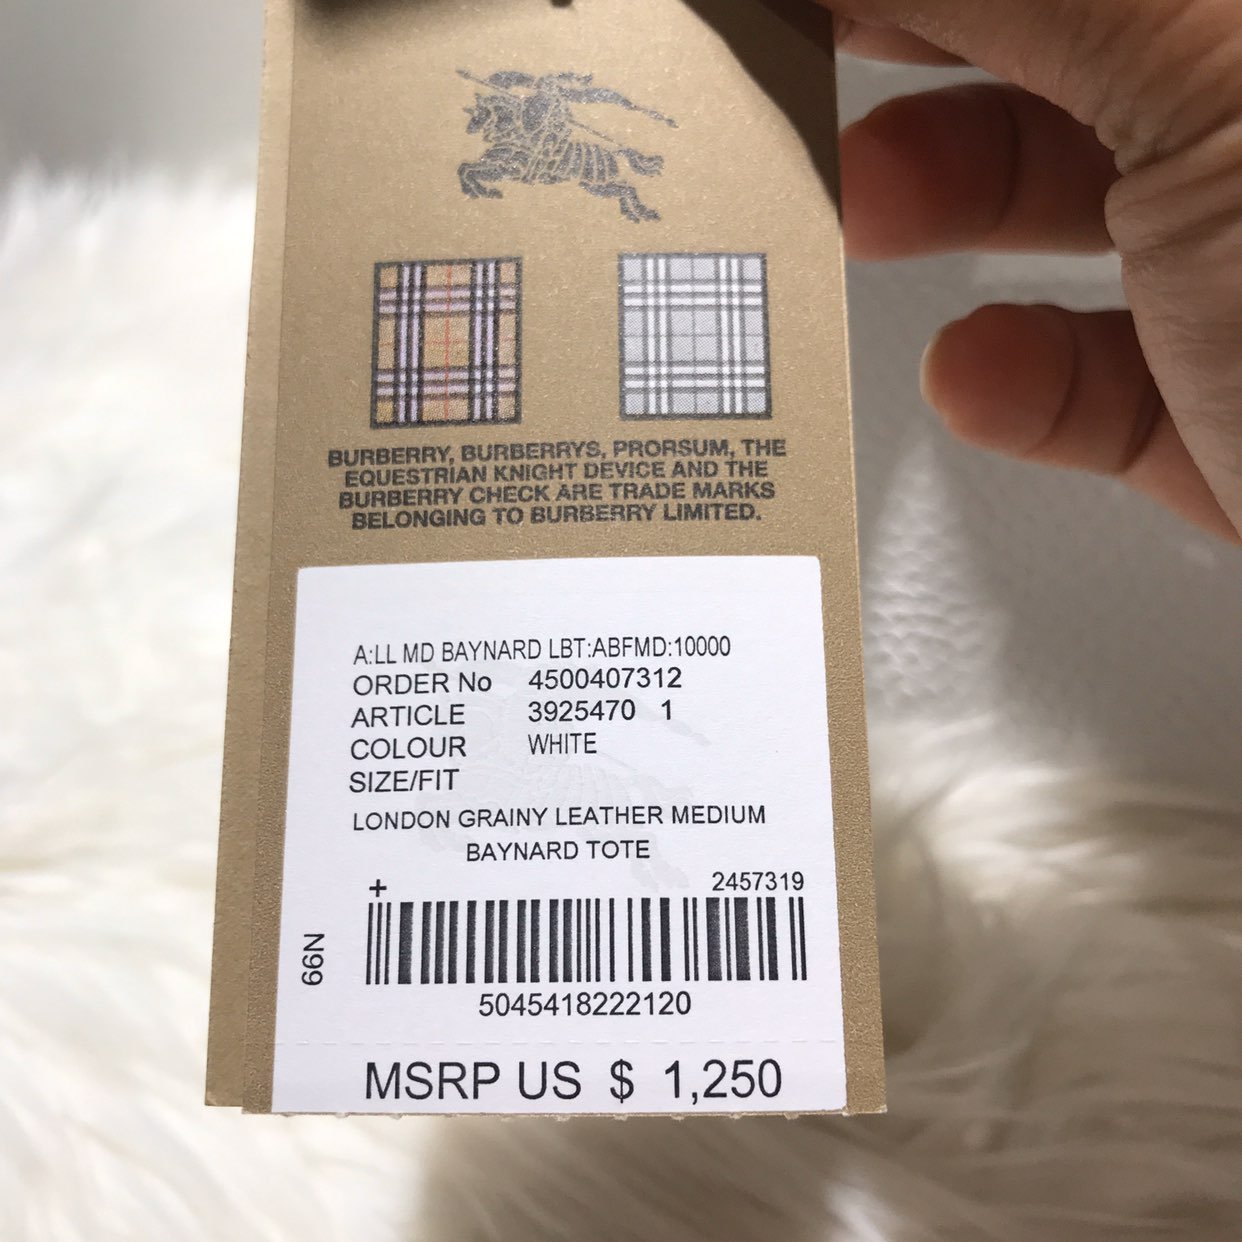 BURBERRY, BURBERRYS, PRORSUM, THE
EQUESTRIAN KNIGHT DEVICE AND THE
BURBERRY CHECK ARE TRADE MARKS
BELONGING TO BURBERRY LIMITED.
A:LL MD BAYNARD LBT:ABFMD:10000
ORDER No 4500407312
ARTICLE 3925470 1
COLOUR WHITE
SIZE/FIT
LONDON GRAINY LEATHER MEDIUM
BAYNARD TOTE
+ 2457319
66N
5045418222120
MSRP US $ 1,250